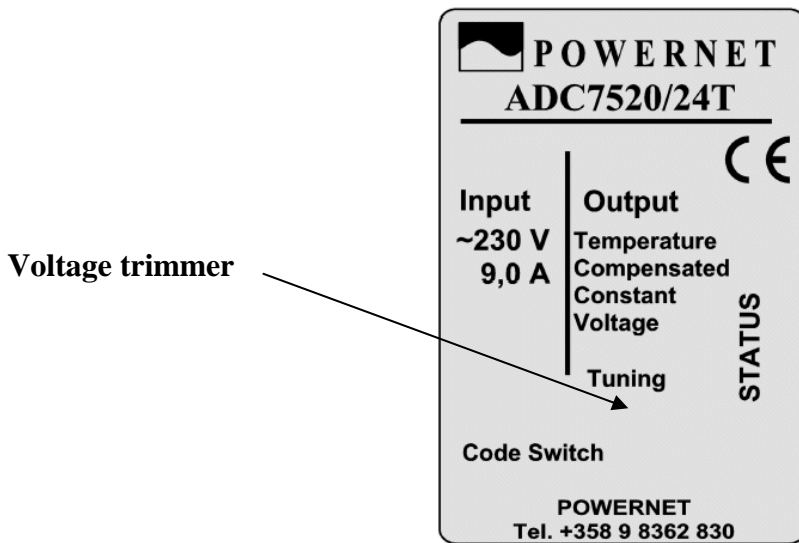 POWERNET
ADC7520/24T
CE
Input
~230 V
9,0 A
Output
Temperature
Compensated
Constant
Voltage
Voltage trimmer
STATUS
Tuning
Code Switch
POWERNET
Tel. +358 9 8362 830